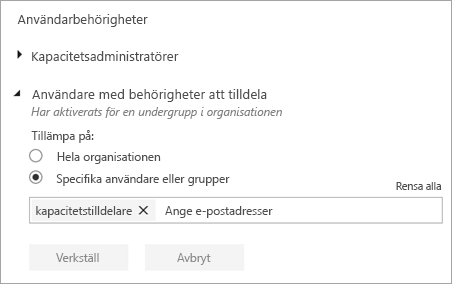 Användarbehörigheter
Kapacitetsadministratörer
Användare med behörigheter att tilldela
Har aktiverats för en undergrupp i organisationen
Tillämpa på:
Hela organisationen
Specifika användare eller grupper
Rensa alla
kapacitetstilldelare Ange e-postadresser
Verkställ Avbryt